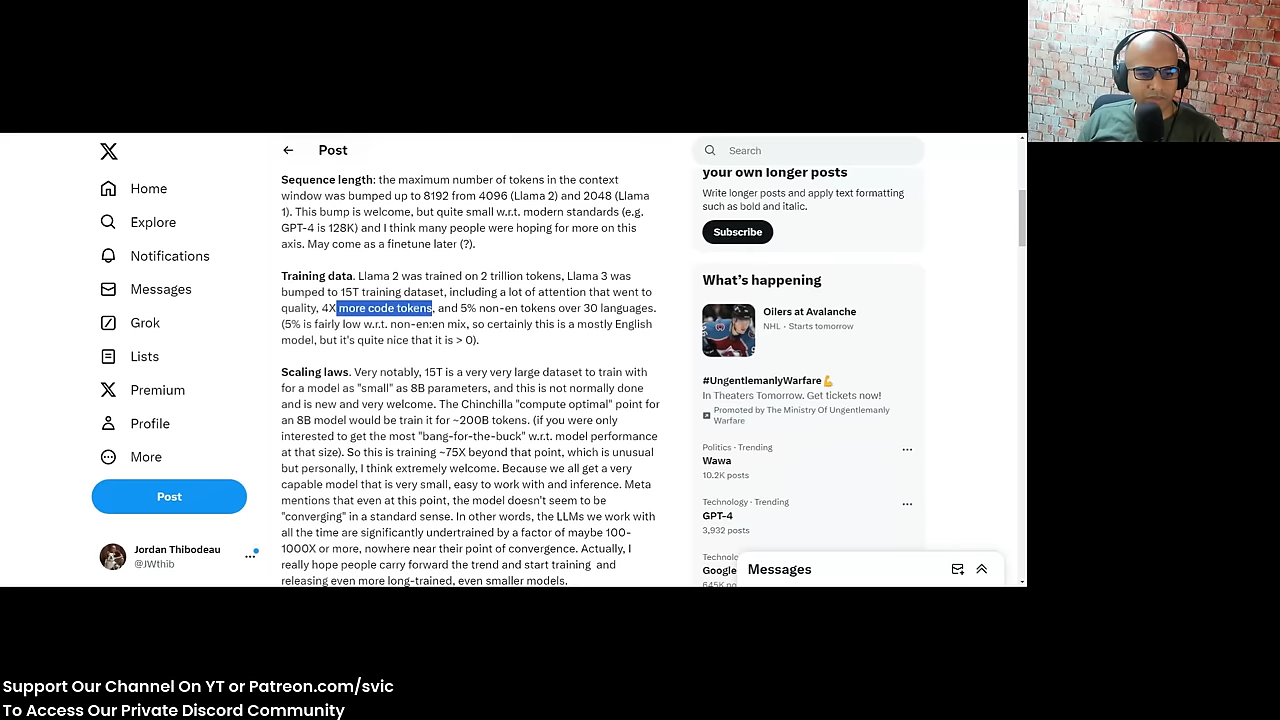 Home
Explore
Notifications
Messages
Grok
Lists
Premium
Profile
More
Post
Jordan Thibodeau
@JWthib
Post
Sequence length: the maximum number of tokens in the context
window was bumped up to 8192 from 4096 (Llama 2) and 2048 (Llama
1). This bump is welcome, but quite small w.r.t. modern standards (e.g.
GPT-4 is 128K) and I think many people were hoping for more on this
axis. May come as a finetune later (?).
Training data. Llama 2 was trained on 2 trillion tokens, Llama 3 was
bumped to 15T training dataset, including a lot of attention that went to
quality, 4X more code tokens, and 5% non-en tokens over 30 languages.
(5% is fairly low w.r.t. non-en:en mix, so certainly this is a mostly English
model, but it's quite nice that it is > 0).
Scaling laws. Very notably, 15T is a very very large dataset to train with
for a model as "small" as 8B parameters, and this is not normally done
and is new and very welcome. The Chinchilla "compute optimal" point for
an 8B model would be train it for ~200B tokens. (if you were only
interested to get the most "bang-for-the-buck" w.r.t. model performance
at that size). So this is training ~75X beyond that point, which is unusual
but personally, I think extremely welcome. Because we all get a very
capable model that is very small, easy to work with and inference. Meta
mentions that even at this point, the model doesn't seem to be
"converging" in a standard sense. In other words, the LLMs we work with
all the time are significantly undertrained by a factor of maybe 100-
1000X or more, nowhere near their point of convergence. Actually, I
really hope people carry forward the trend and start training and
releasing even more long-trained, even smaller models.
Search
your own longer posts
Write longer posts and apply text formatting
such as bold and italic.
Subscribe
What's happening
Oilers at Avalanche
NHL · Starts tomorrow
#UngentlemanlyWarfare💪
In Theaters Tomorrow. Get tickets now!
Promoted by The Ministry Of Ungentlemanly
Warfare
Politics · Trending
Wawa
10.2K posts
Technology · Trending
GPT-4
3,932 posts
Technolo
Google
645K po
Messages
Support Our Channel On YT or Patreon.com/svic
To Access Our Private Discord Community